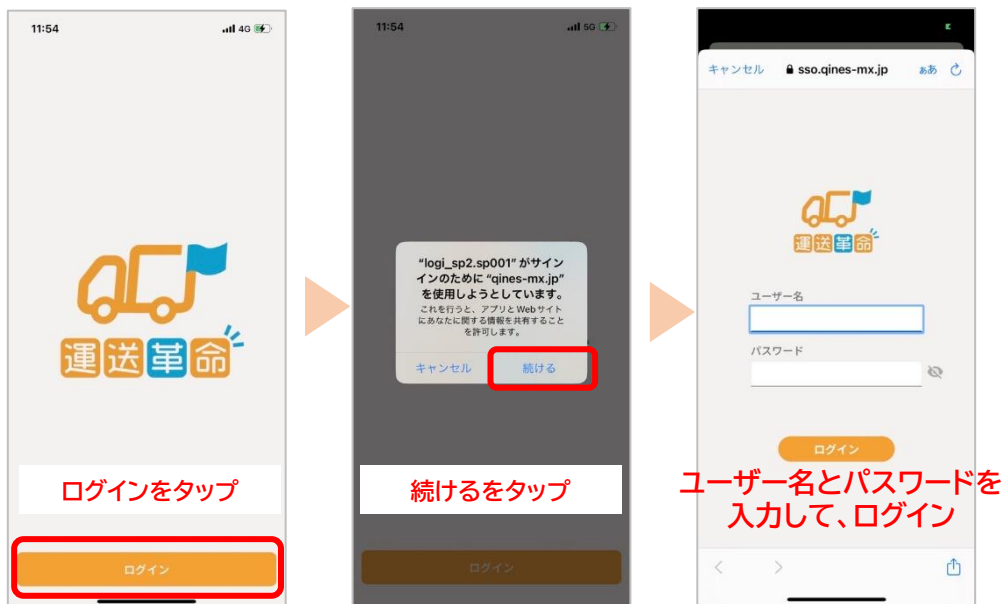 11:54 4G
運送革命
ログインをタップ
ログイン
11:54 5G
"logi_sp2.sp001"がサイン
インのために"qines-mx.jp"
を使用しようとしています。
これを行うと、アプリとWebサイト
にあなたに関する情報を共有すること
を許可します。
キャンセル 続ける
続けるをタップ
ログイン
キャンセル sso.qines-mx.jp ぁあ
運送革命
ユーザー名
パスワード
ログイン
ユーザー名とパスワードを
入力して、ログイン